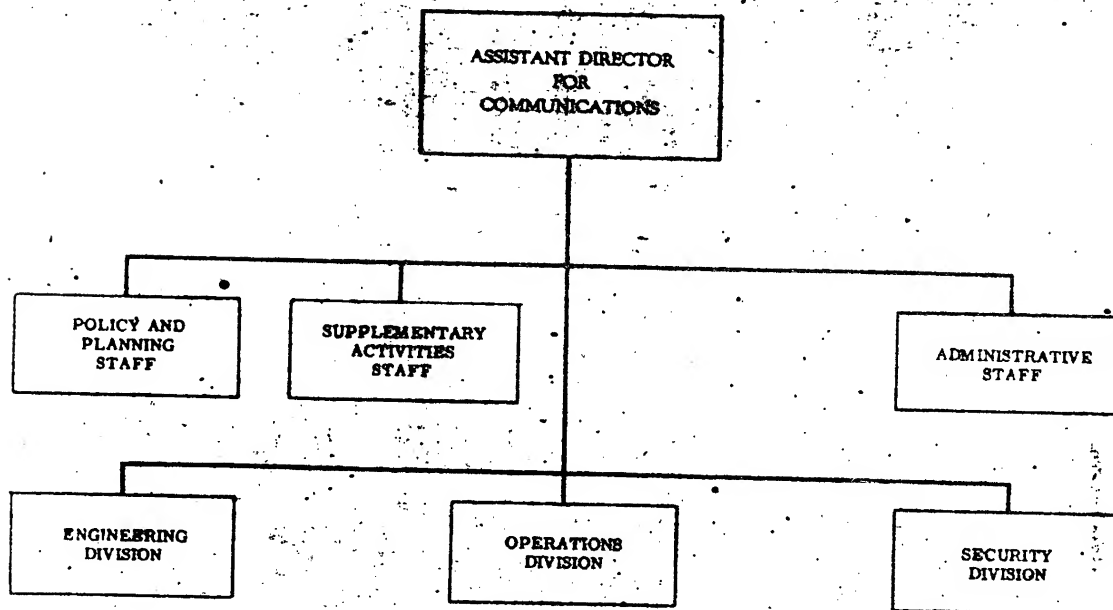 ASSISTANT DIRECTOR
FOR
COMMUNICATIONS
POLICY AND
PLANNING
STAFF
SUPPLEMENTARY
ACTIVITIES
STAFF
ADMINISTRATIVE
STAFF
ENGINEERING
DIVISION
OPERATIONS
DIVISION
SECURITY
DIVISION